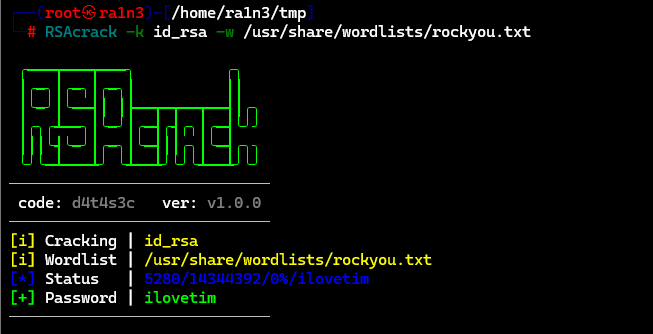 (root㉿ra1n3)-[/home/ra1n3/tmp]
# RSAcrack -k id_rsa -w /usr/share/wordlists/rockyou.txt
RSAcrack
code: d4t4s3c ver: v1.0.0
[i] Cracking | id_rsa
[i] Wordlist | /usr/share/wordlists/rockyou.txt
[*] Status | 5280/14344392/0%/ilovetim
[+] Password | ilovetim